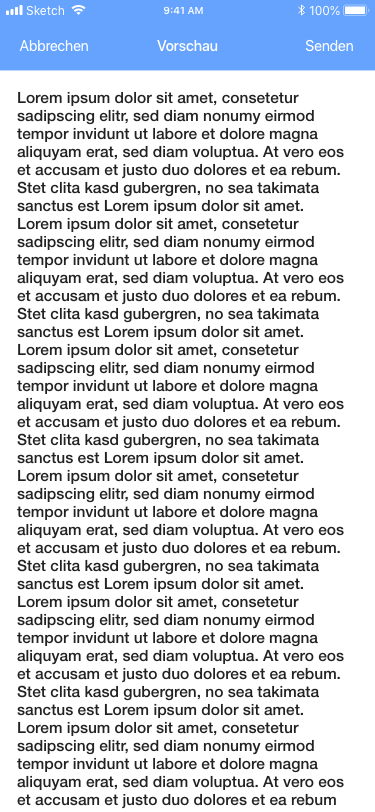 Sketch 9:41 AM 100%
Abbrechen Vorschau Senden
Lorem ipsum dolor sit amet, consetetur
sadipscing elitr, sed diam nonumy eirmod
tempor invidunt ut labore et dolore magna
aliquyam erat, sed diam voluptua. At vero eos
et accusam et justo duo dolores et ea rebum.
Stet clita kasd gubergren, no sea takimata
sanctus est Lorem ipsum dolor sit amet.
Lorem ipsum dolor sit amet, consetetur
sadipscing elitr, sed diam nonumy eirmod
tempor invidunt ut labore et dolore magna
aliquyam erat, sed diam voluptua. At vero eos
et accusam et justo duo dolores et ea rebum.
Stet clita kasd gubergren, no sea takimata
sanctus est Lorem ipsum dolor sit amet.
Lorem ipsum dolor sit amet, consetetur
sadipscing elitr, sed diam nonumy eirmod
tempor invidunt ut labore et dolore magna
aliquyam erat, sed diam voluptua. At vero eos
et accusam et justo duo dolores et ea rebum.
Stet clita kasd gubergren, no sea takimata
sanctus est Lorem ipsum dolor sit amet.
Lorem ipsum dolor sit amet, consetetur
sadipscing elitr, sed diam nonumy eirmod
tempor invidunt ut labore et dolore magna
aliquyam erat, sed diam voluptua. At vero eos
et accusam et justo duo dolores et ea rebum.
Stet clita kasd gubergren, no sea takimata
sanctus est Lorem ipsum dolor sit amet.
Lorem ipsum dolor sit amet, consetetur
sadipscing elitr, sed diam nonumy eirmod
tempor invidunt ut labore et dolore magna
aliquyam erat, sed diam voluptua. At vero eos
et accusam et justo duo dolores et ea rebum.
Stet clita kasd gubergren, no sea takimata
sanctus est Lorem ipsum dolor sit amet.
Lorem ipsum dolor sit amet, consetetur
sadipscing elitr, sed diam nonumy eirmod
tempor invidunt ut labore et dolore magna
aliquyam erat, sed diam voluptua. At vero eos
et accusam et justo duo dolores et ea rebum